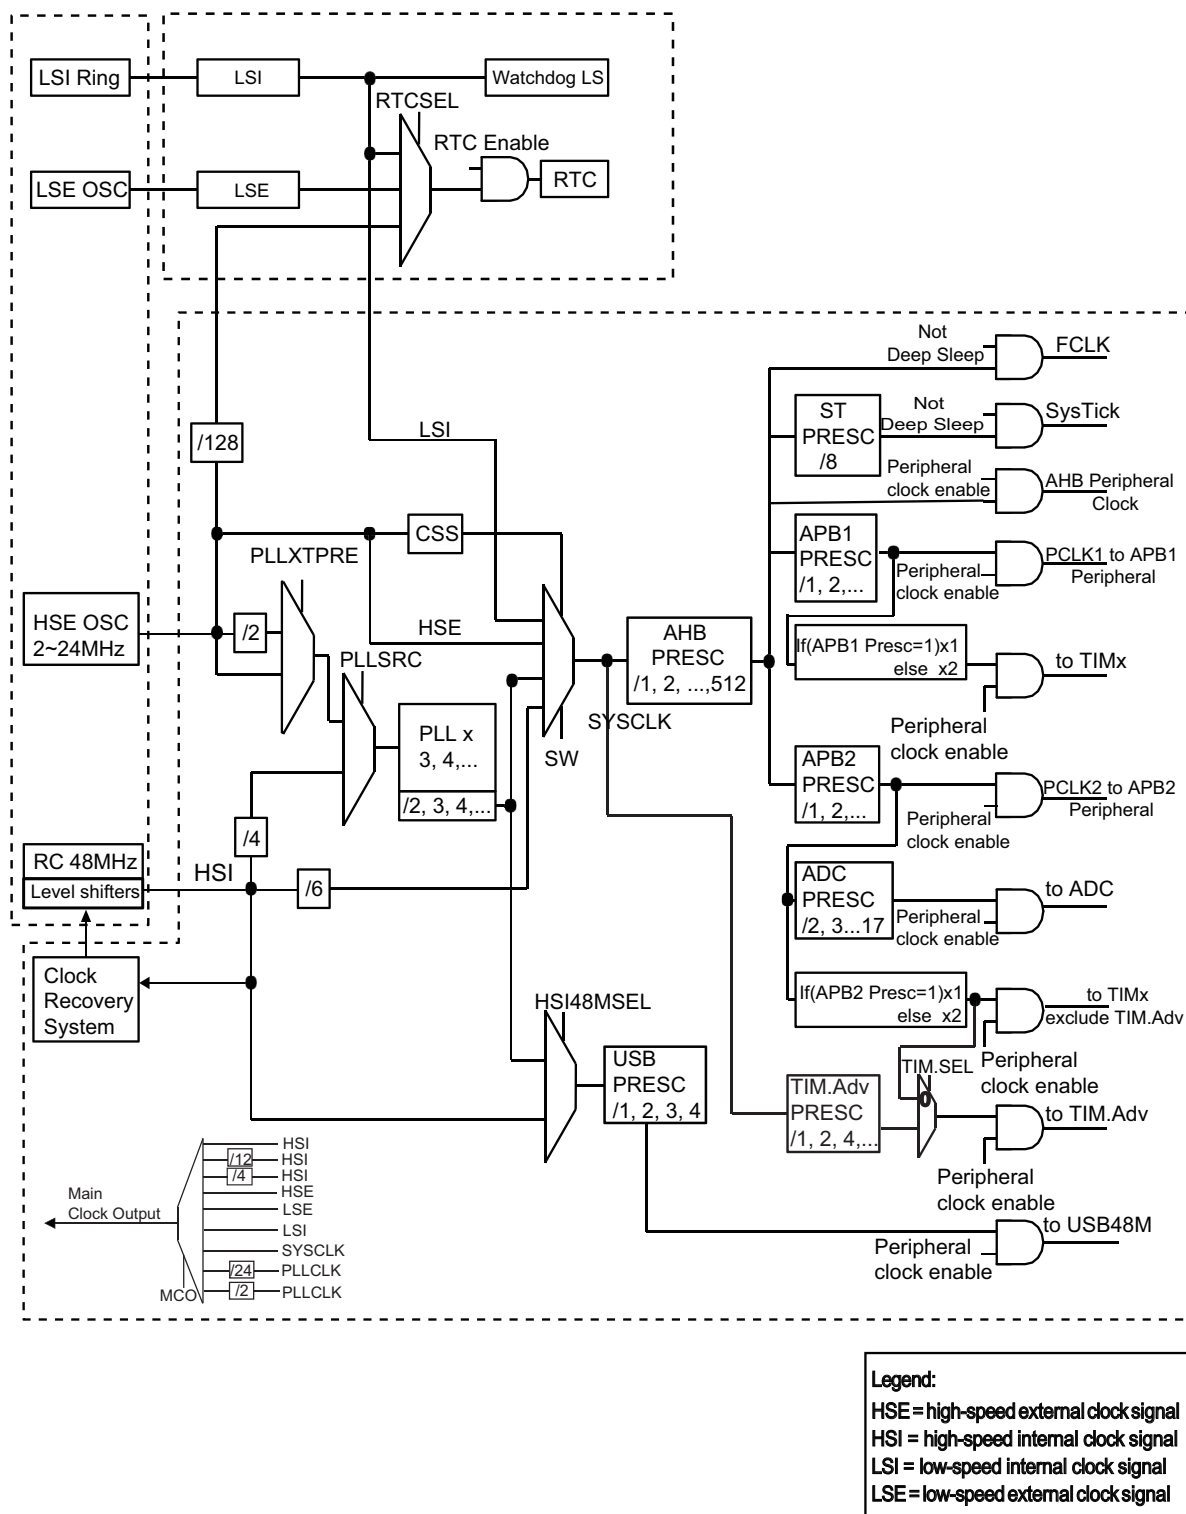 LSI Ring
LSI
Watchdog LS
RTCSEL
RTC Enable
LSE OSC
LSE
RTC
Not
Deep Sleep
FCLK
ST
PRESC
/8
Not
Deep Sleep
SysTick
/128
LSI
Peripheral
clock enable
AHB Peripheral
Clock
CSS
APB1
PRESC
/1, 2,...
PCLK1 to APB1
Peripheral
Peripheral
clock enable
PLLXTPRE
HSE OSC
2~24MHz
/2
HSE
AHB
PRESC
/1, 2, ...,512
If(APB1 Presc=1)x1
else x2
to TIMx
PLLSRC
SYSCLK
Peripheral
clock enable
PLL x
3, 4,...
/2, 3, 4,...
SW
APB2
PRESC
/1, 2,...
PCLK2 to APB2
Peripheral
Peripheral
clock enable
/4
RC 48MHz
Level shifters
HSI
/6
ADC
PRESC
/2, 3...17
to ADC
Peripheral
clock enable
Clock
Recovery
System
HSI48MSEL
If(APB2 Presc=1)x1
else x2
to TIMx
exclude TIM.Adv
Peripheral
clock enable
USB
PRESC
/1, 2, 3, 4
TIM.SEL
0
TIM.Adv
PRESC
/1, 2, 4,...
to TIM.Adv
Peripheral
clock enable
to USB48M
Peripheral
clock enable
Main
Clock Output
MCO
HSI
/12 HSI
/4 HSI
HSE
LSE
LSI
SYSCLK
/24 PLLCLK
/2 PLLCLK
Legend:
HSE = high-speed external clock signal
HSI = high-speed internal clock signal
LSI = low-speed internal clock signal
LSE = low-speed external clock signal